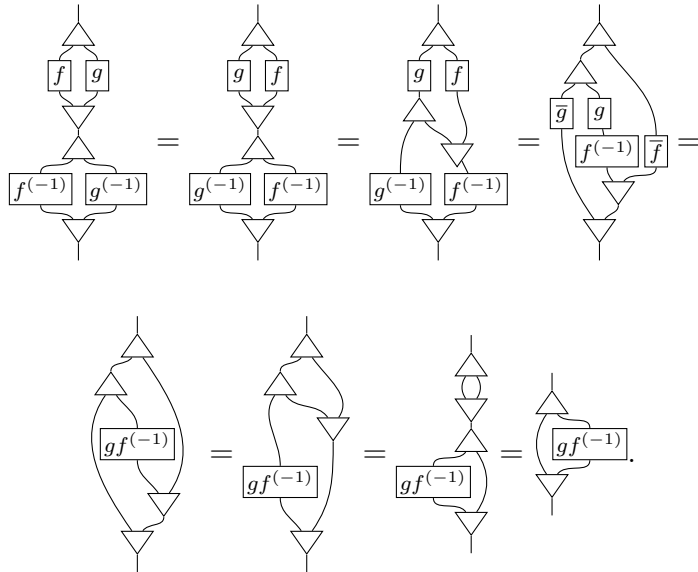 f g g f g f
= = = =
g̅ g
f^{(-1)} f̅
f^{(-1)} g^{(-1)} g^{(-1)} f^{(-1)} g^{(-1)} f^{(-1)}
gf^{(-1)} = gf^{(-1)} = gf^{(-1)} = gf^{(-1)}.